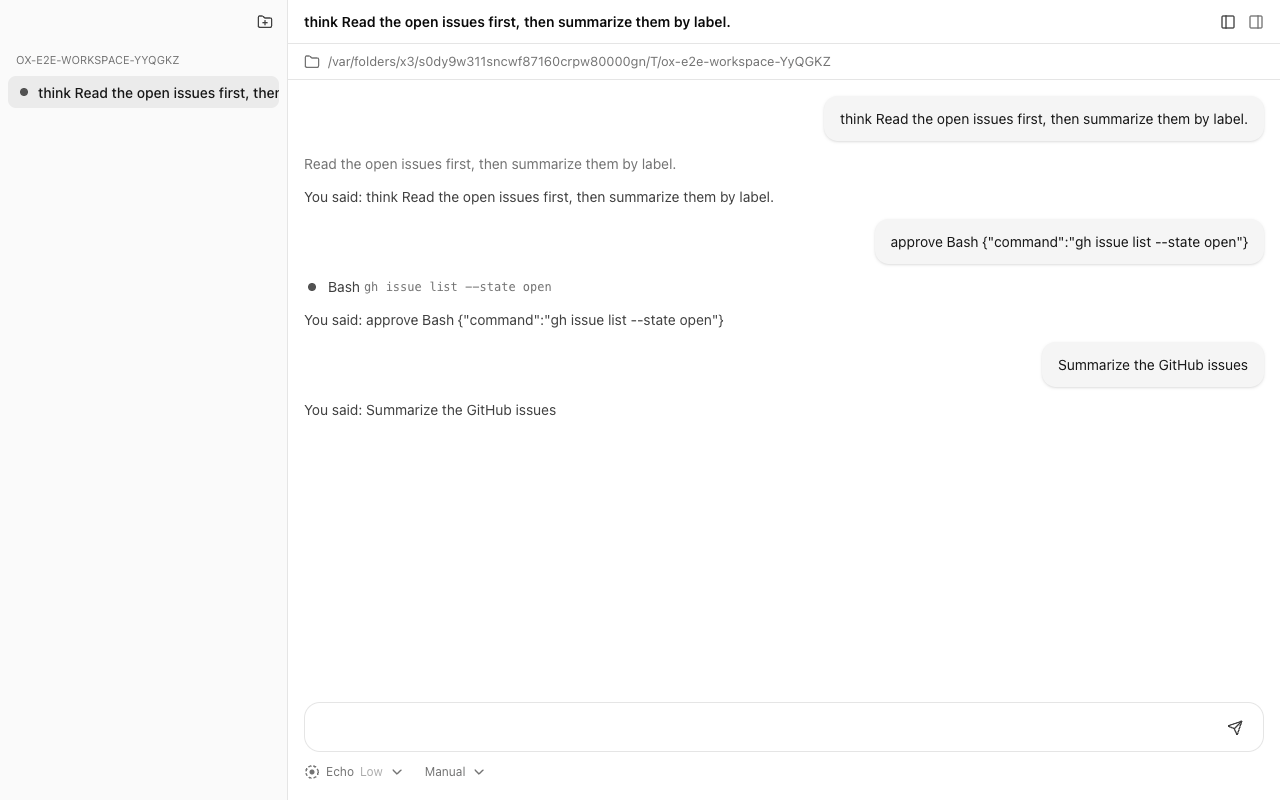 think Read the open issues first, then summarize them by label.
/var/folders/x3/s0dy9w311sncwf87160crpw80000gn/T/ox-e2e-workspace-YyQGKZ
OX-E2E-WORKSPACE-YYQGKZ
think Read the open issues first, ther
think Read the open issues first, then summarize them by label.
Read the open issues first, then summarize them by label.
You said: think Read the open issues first, then summarize them by label.
approve Bash {"command":"gh issue list --state open"}
Bash gh issue list --state open
You said: approve Bash {"command":"gh issue list --state open"}
Summarize the GitHub issues
You said: Summarize the GitHub issues
Echo Low Manual